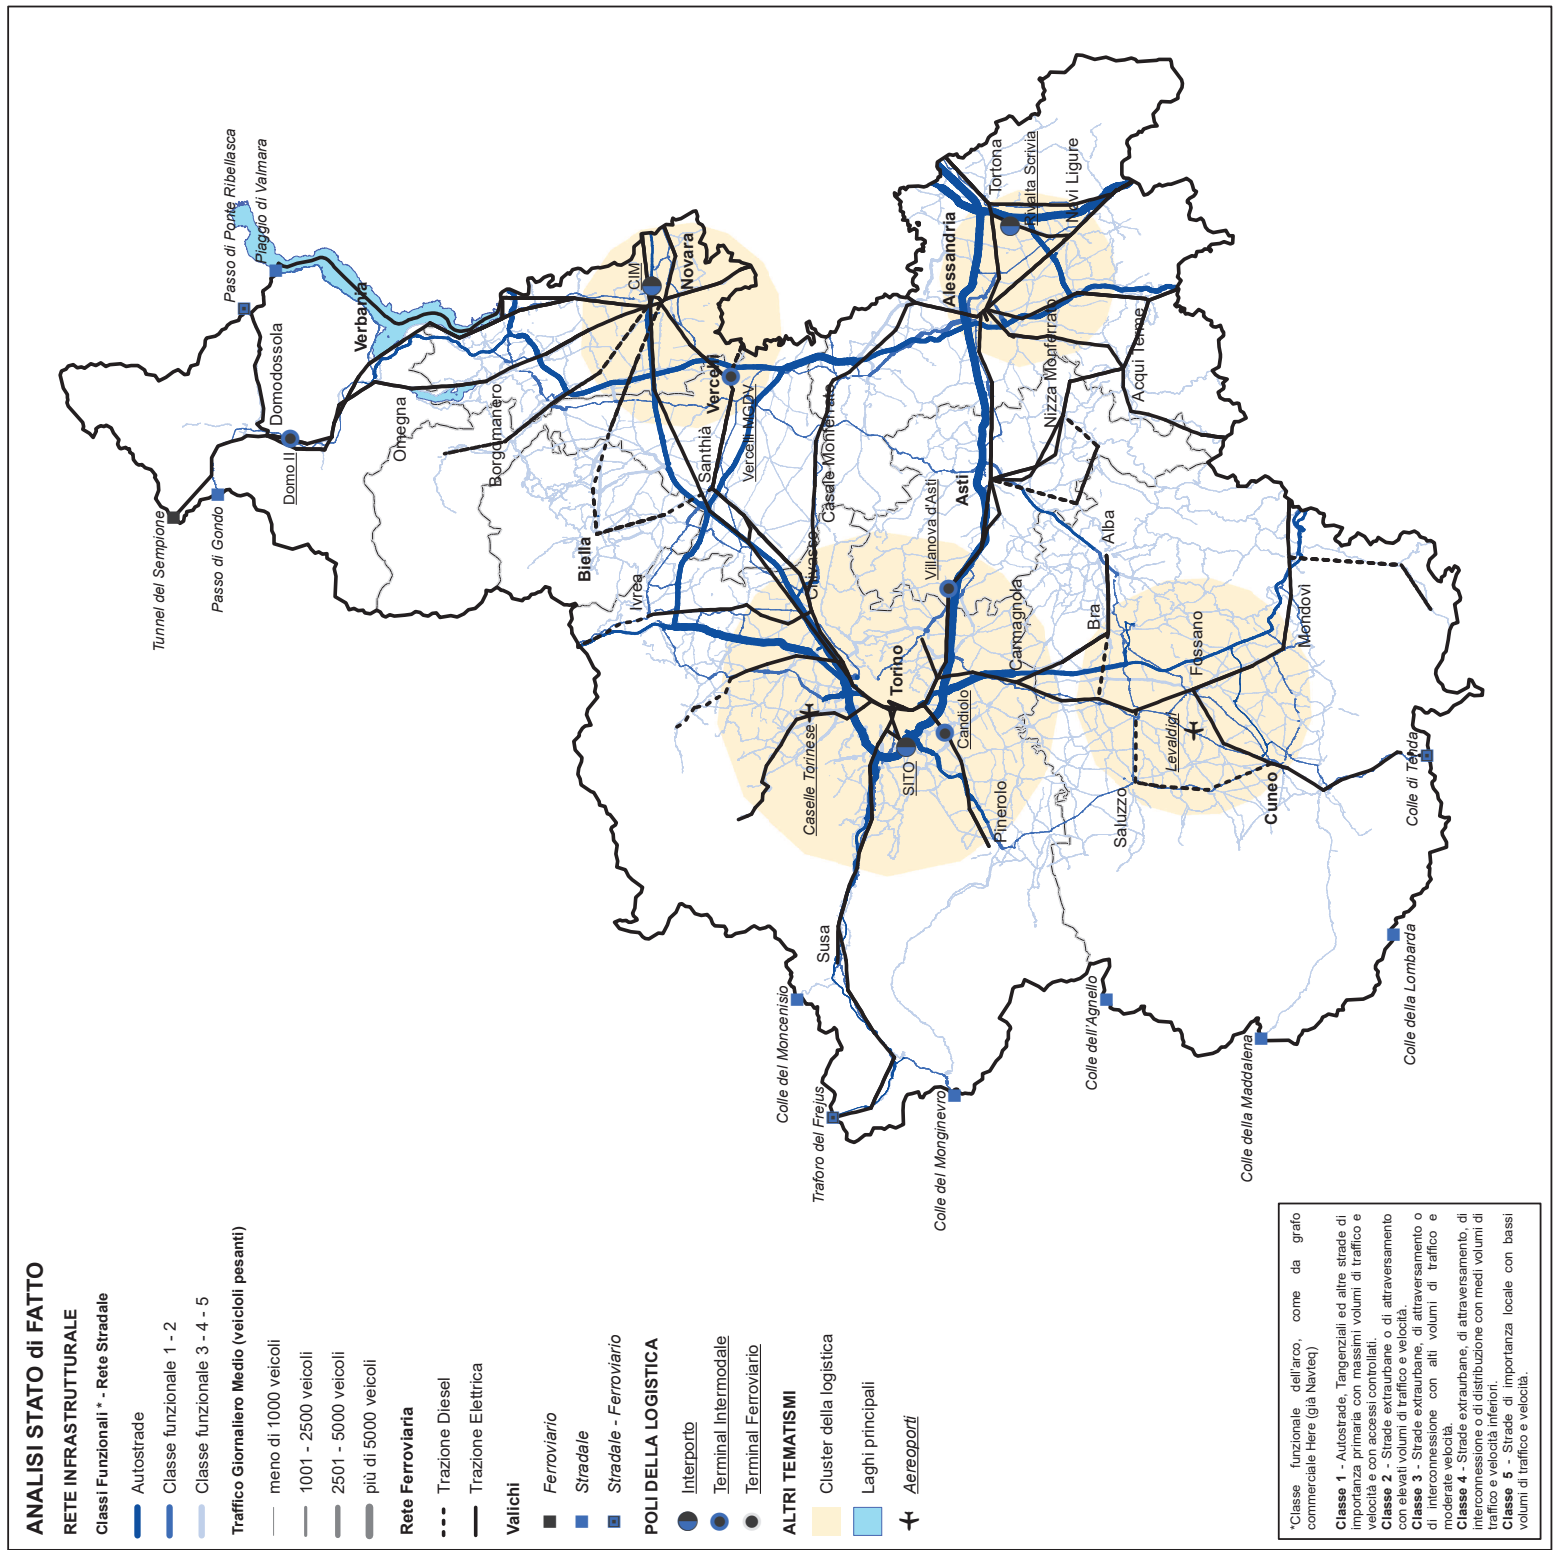 ANALISI STATO di FATTO
RETE INFRASTRUTTURALE
Classi Funzionali * - Rete Stradale
Autostrade
Classe funzionale 1 - 2
Classe funzionale 3 - 4 - 5
Traffico Giornaliero Medio (veicloli pesanti)
meno di 1000 veicoli
1001 - 2500 veicoli
2501 - 5000 veicoli
più di 5000 veicoli
Rete Ferroviaria
Trazione Diesel
Trazione Elettrica
Valichi
Ferroviario
Stradale
Stradale - Ferroviario
POLI DELLA LOGISTICA
Interporto
Terminal Intermodale
Terminal Ferroviario
ALTRI TEMATISMI
Cluster della logistica
Laghi principali
Aereoporti
*Classe funzionale dell'arco, come da grafo
commerciale Here (già Navteq)
Classe 1 - Autostrade, Tangenziali ed altre strade di
importanza primaria con massimi volumi di traffico e
velocità e con accessi controllati.
Classe 2 - Strade extraurbane o di attraversamento
con elevati volumi di traffico e velocità.
Classe 3 - Strade extraurbane, di attraversamento o
di interconnessione con alti volumi di traffico e
moderate velocità.
Classe 4 - Strade extraurbane, di attraversamento, di
interconnessione o di distribuzione con medi volumi di
traffico e velocità inferiori.
Classe 5 - Strade di importanza locale con bassi
volumi di traffico e velocità.
Tunnel del Sempione
Passo di Gondo
Passo di Ponte Ribellasca
Piaggio di Valmara
Domodossola
Domo II
Verbania
Omegna
Borgomanero
CIM
Novara
Biella
Santhià
Vercelli
Vercelli MGDV
Ivrea
Chivasso
Casale Monferrato
Caselle Torinese
Torino
SITO
Candiolo
Villanova d'Asti
Asti
Alessandria
Tortona
Rivalta Scrivia
Novi Ligure
Nizza Monferrato
Acqui Terme
Carmagnola
Pinerolo
Susa
Colle del Moncenisio
Traforo del Frejus
Colle del Monginevro
Colle dell'Agnello
Alba
Bra
Saluzzo
Levaldigi
Fossano
Mondovì
Cuneo
Colle di Tenda
Colle della Lombarda
Colle della Maddalena